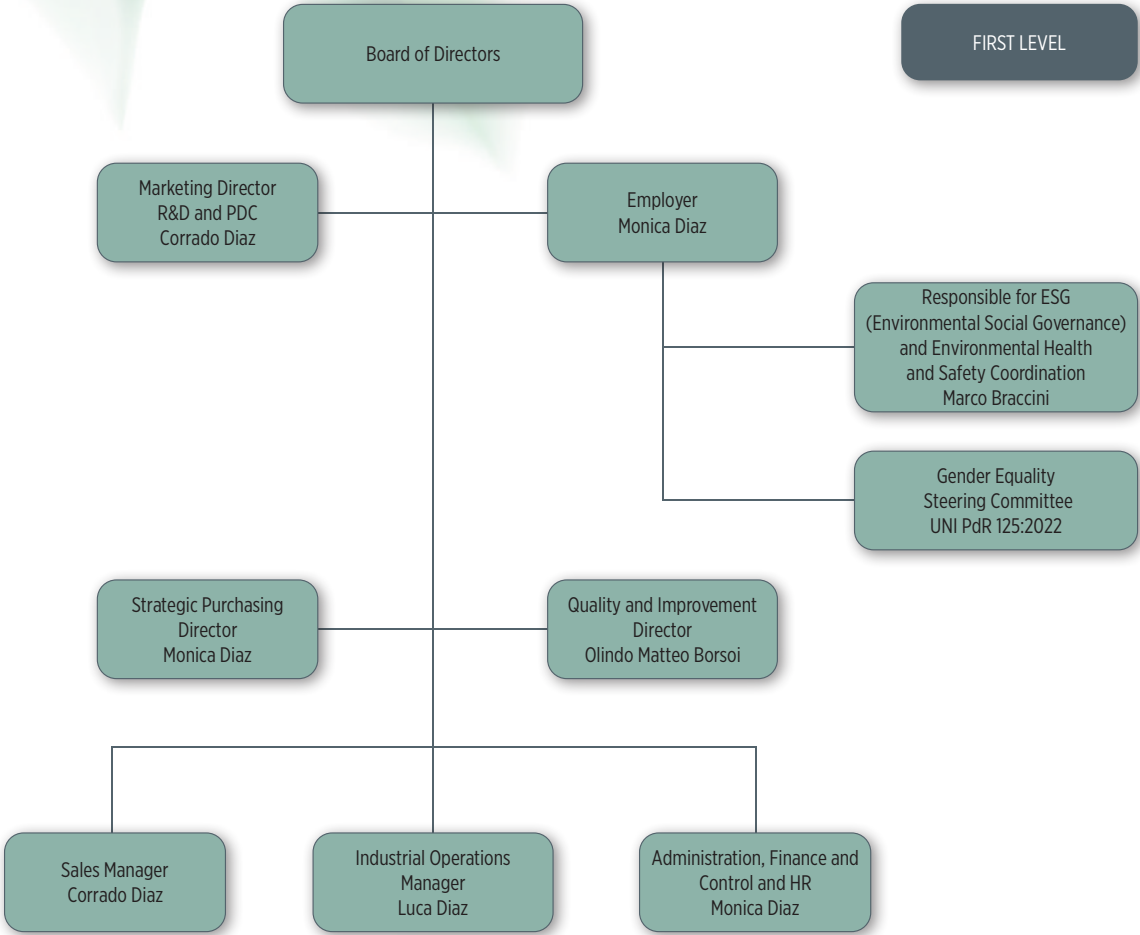 Board of Directors
FIRST LEVEL
Marketing Director
R&D and PDC
Corrado Diaz
Employer
Monica Diaz
Responsible for ESG
(Environmental Social Governance)
and Environmental Health
and Safety Coordination
Marco Braccini
Gender Equality
Steering Committee
UNI PdR 125:2022
Strategic Purchasing
Director
Monica Diaz
Quality and Improvement
Director
Olindo Matteo Borsoi
Sales Manager
Corrado Diaz
Industrial Operations
Manager
Luca Diaz
Administration, Finance and
Control and HR
Monica Diaz